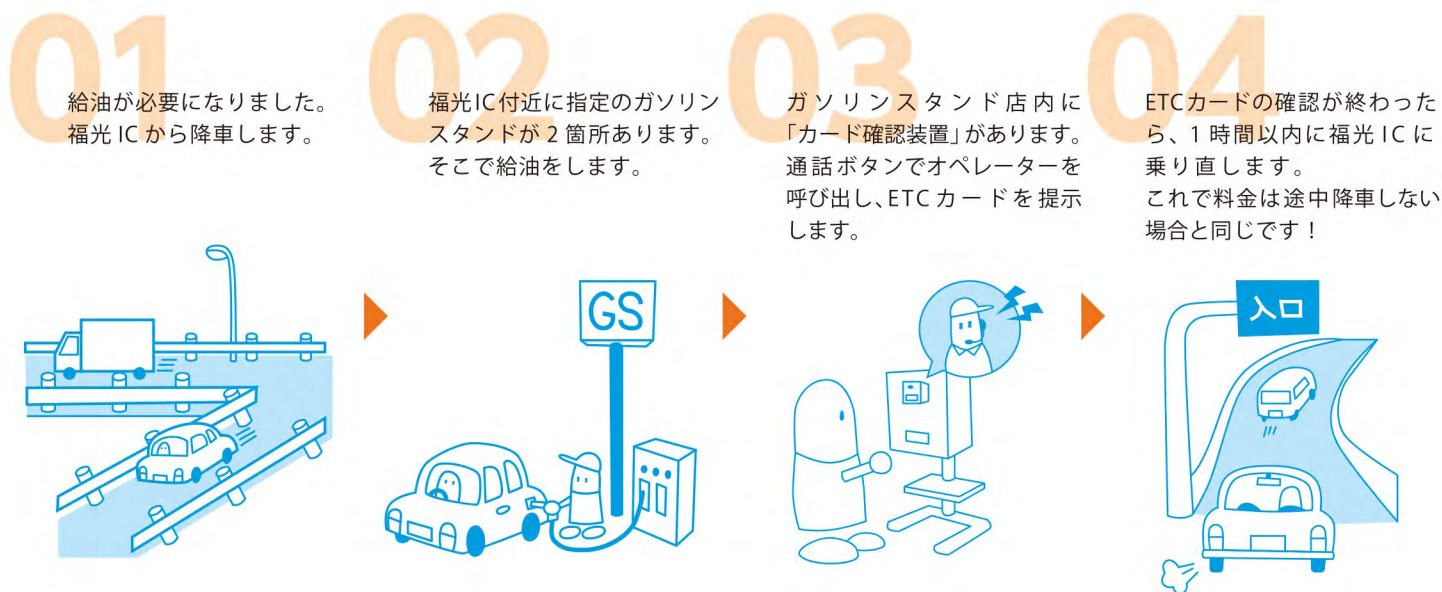 01
給油が必要になりました。
福光 IC から降車します。
02
福光IC付近に指定のガソリン
スタンドが 2 箇所あります。
そこで給油をします。
03
ガソリンスタンド店内に
「カード確認装置」があります。
通話ボタンでオペレーターを
呼び出し、ETC カードを提示
します。
04
ETCカードの確認が終わった
ら、1 時間以内に福光 IC に
乗り直します。
これで料金は途中降車しない
場合と同じです！
GS
入口